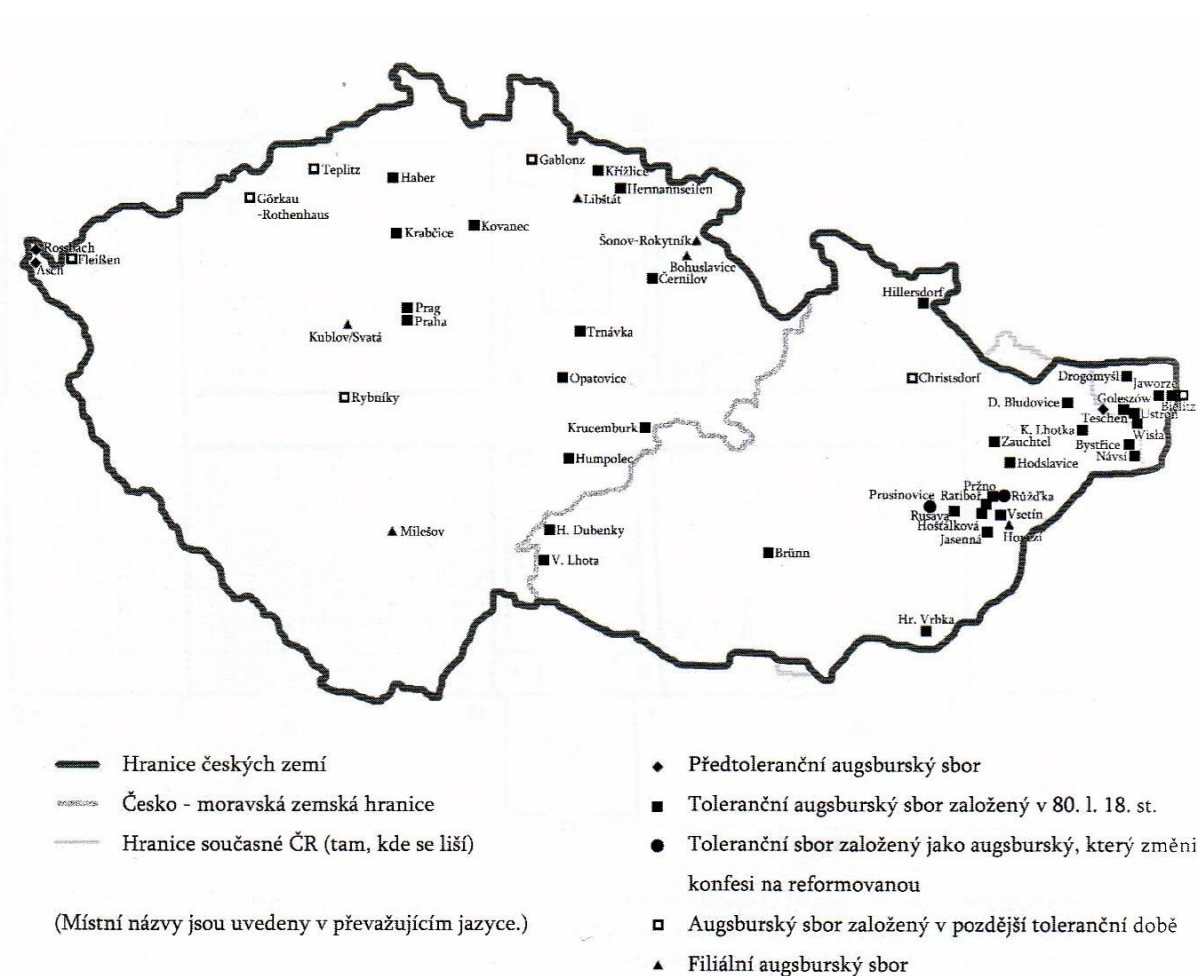 Gablonz
Teplitz
Křížlice
Haber
Hermannseifen
Görkau
-Rothenhaus
Libštát
Kovanec
Krabčice
Šonov-Rokytník
Rossbach
Fleißen
Asch
Bohuslavice
Černilov
Hillersdorf
Prag
Praha
Kublov/Svatá
Trnávka
Opatovice
Christsdorf
Drogomyśl
Jaworze
Rybníky
D. Bludovice
Goleszów
Bielitz
Teschen
Ustroń
Krucemburk
K. Lhotka
Wisła
Zauchtel
Bystřice
Humpolec
Hodslavice
Návsí
Pržno
Prusinovice
Ratiboř
Růžďka
Rusava
Vsetín
Milešov
H. Dubenky
Hošťálková
Hovězí
Jasenná
V. Lhota
Brünn
Hr. Vrbka
Hranice českých zemí
Česko - moravská zemská hranice
Hranice současné ČR (tam, kde se liší)
(Místní názvy jsou uvedeny v převažujícím jazyce.)
Předtoleranční augsburský sbor
Toleranční augsburský sbor založený v 80. l. 18. st.
Toleranční sbor založený jako augsburský, který změni
konfesi na reformovanou
Augsburský sbor založený v pozdější toleranční době
Filiální augsburský sbor